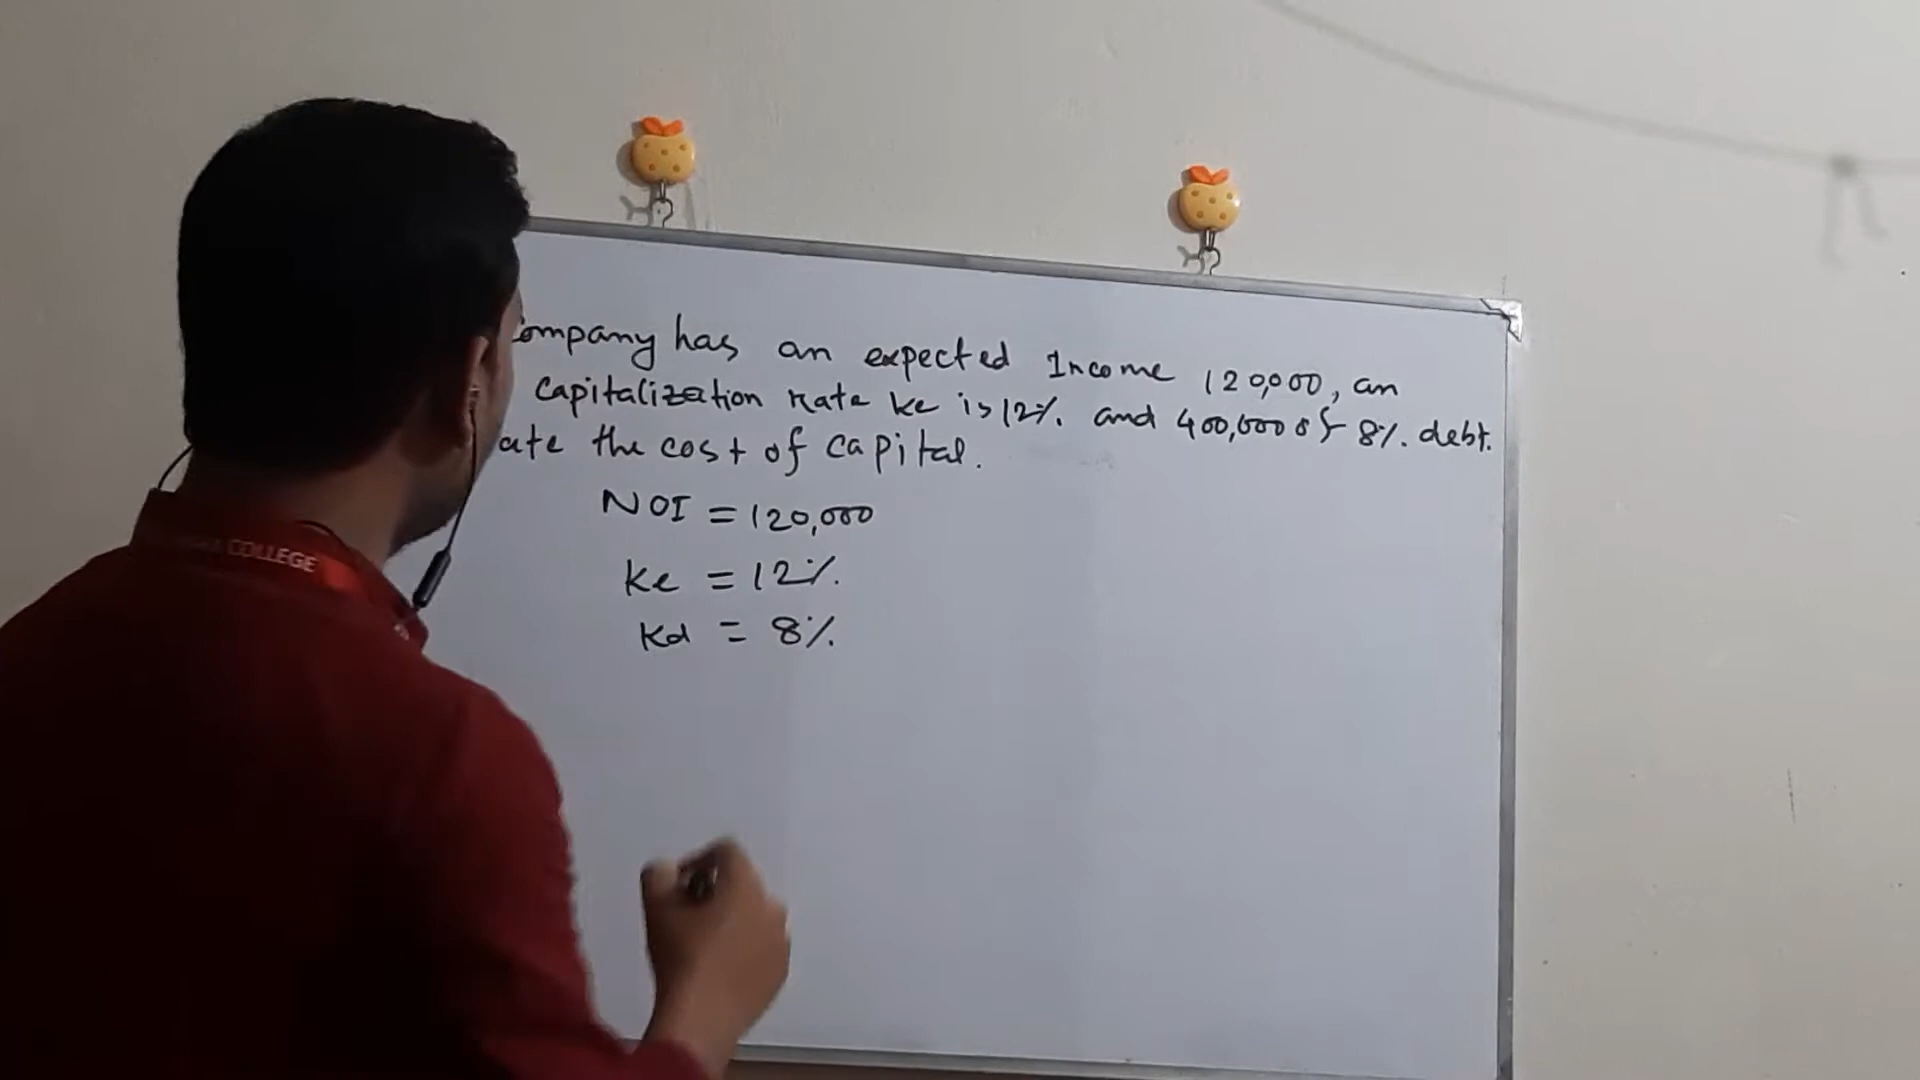 Company has an expected Income 120,000, an
Capitalization rate ke is 12%. and 400,000 of 8%. debt.
ate the cost of capital.
NOI = 120,000
Ke = 12%.
Kd = 8%.
COLLEGE